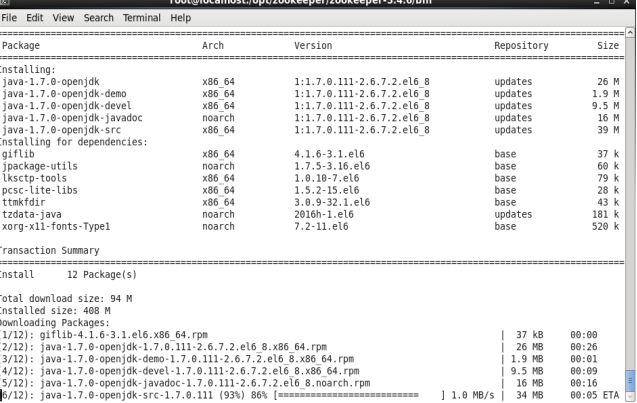 root@localhost:/opt/zookeeper/zookeeper-3.4.6/bin
File Edit View Search Terminal Help
================================================================================
Package Arch Version Repository Size
================================================================================
Installing:
java-1.7.0-openjdk x86_64 1:1.7.0.111-2.6.7.2.el6_8 updates 26 M
java-1.7.0-openjdk-demo x86_64 1:1.7.0.111-2.6.7.2.el6_8 updates 1.9 M
java-1.7.0-openjdk-devel x86_64 1:1.7.0.111-2.6.7.2.el6_8 updates 9.5 M
java-1.7.0-openjdk-javadoc noarch 1:1.7.0.111-2.6.7.2.el6_8 updates 16 M
java-1.7.0-openjdk-src x86_64 1:1.7.0.111-2.6.7.2.el6_8 updates 39 M
Installing for dependencies:
giflib x86_64 4.1.6-3.1.el6 base 37 k
jpackage-utils noarch 1.7.5-3.16.el6 base 60 k
lksctp-tools x86_64 1.0.10-7.el6 base 79 k
pcsc-lite-libs x86_64 1.5.2-15.el6 base 28 k
ttmkfdir x86_64 3.0.9-32.1.el6 base 43 k
tzdata-java noarch 2016h-1.el6 updates 181 k
xorg-x11-fonts-Type1 noarch 7.2-11.el6 base 520 k
Transaction Summary
================================================================================
Install 12 Package(s)
Total download size: 94 M
Installed size: 408 M
Downloading Packages:
(1/12): giflib-4.1.6-3.1.el6.x86_64.rpm | 37 kB 00:00
(2/12): java-1.7.0-openjdk-1.7.0.111-2.6.7.2.el6_8.x86_64.rpm | 26 MB 00:26
(3/12): java-1.7.0-openjdk-demo-1.7.0.111-2.6.7.2.el6_8.x86_64.rpm | 1.9 MB 00:01
(4/12): java-1.7.0-openjdk-devel-1.7.0.111-2.6.7.2.el6_8.x86_64.rpm | 9.5 MB 00:09
(5/12): java-1.7.0-openjdk-javadoc-1.7.0.111-2.6.7.2.el6_8.noarch.rpm | 16 MB 00:16
(6/12): java-1.7.0-openjdk-src-1.7.0.111 (93%) 86% [========================== ] 1.0 MB/s | 34 MB 00:05 ETA